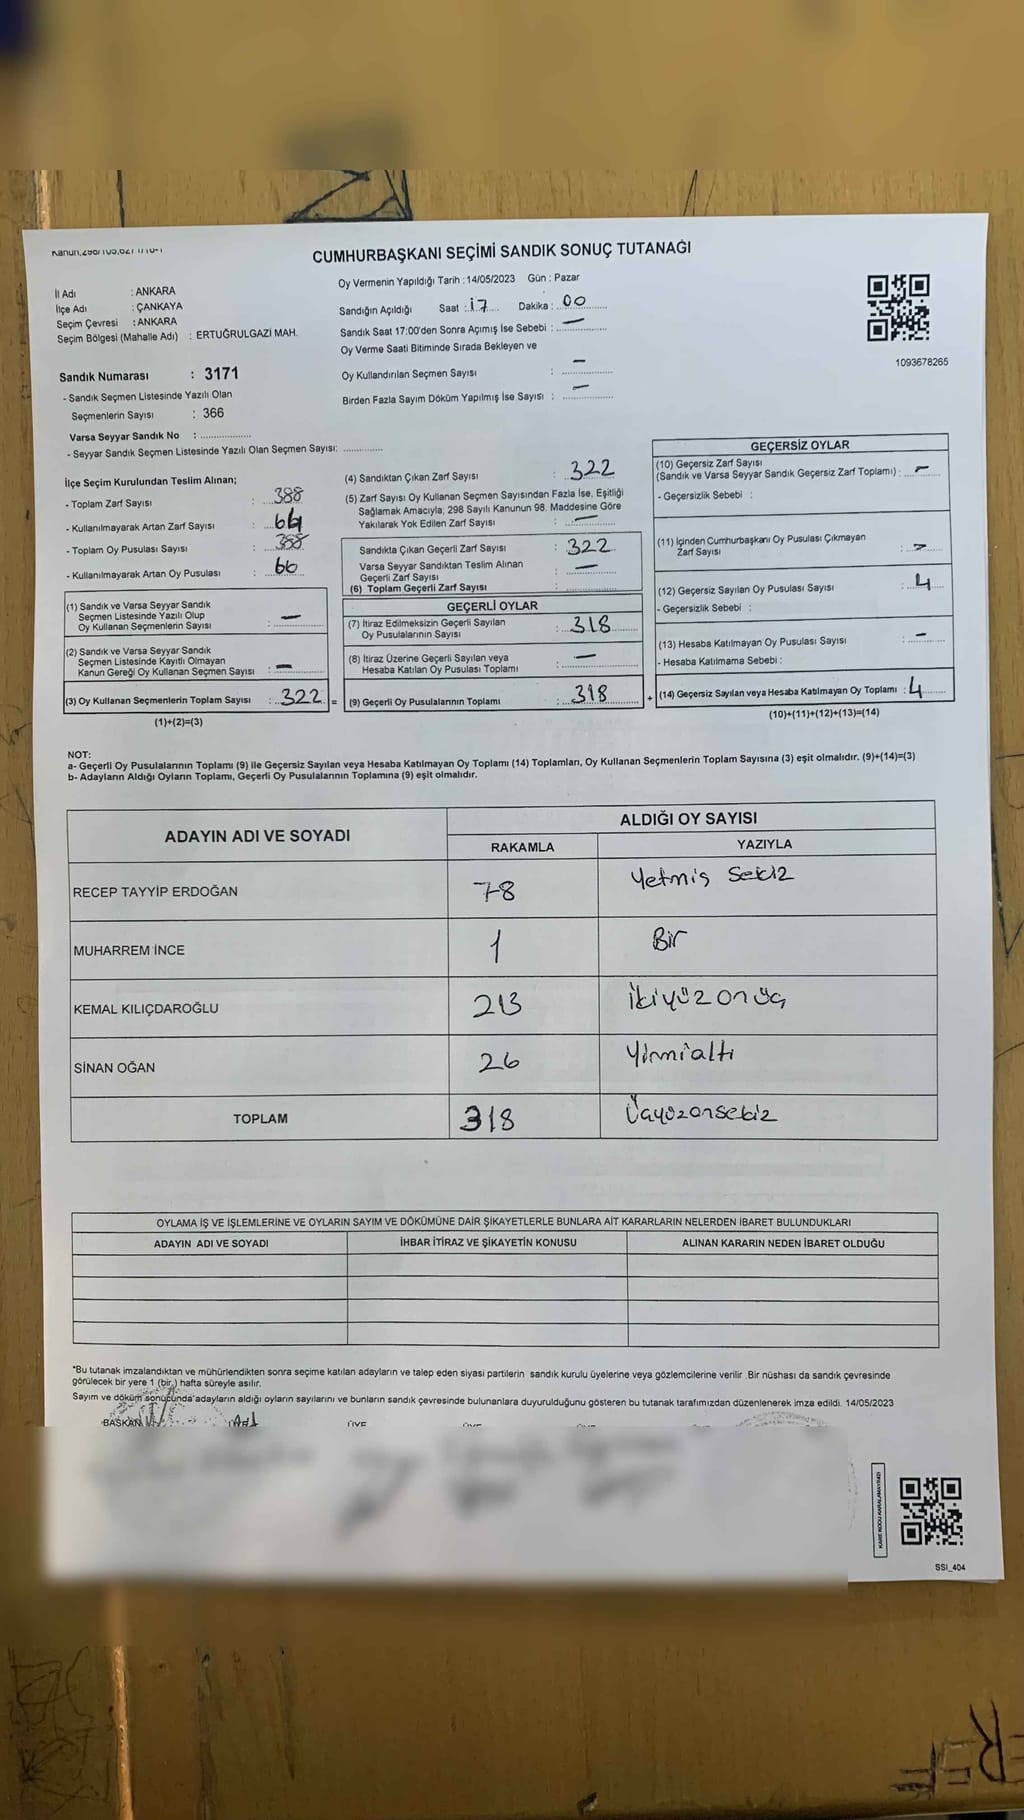 Kanun.298/105,627 1/10-1
CUMHURBAŞKANI SEÇİMİ SANDIK SONUÇ TUTANAĞI
İl Adı : ANKARA
İlçe Adı : ÇANKAYA
Seçim Çevresi : ANKARA
Seçim Bölgesi (Mahalle Adı) : ERTUĞRULGAZİ MAH.
Oy Vermenin Yapıldığı Tarih : 14/05/2023 Gün : Pazar
Sandığın Açıldığı Saat : 17 Dakika : 00
Sandık Saat 17:00'den Sonra Açımış İse Sebebi : —
Oy Verme Saati Bitiminde Sırada Bekleyen ve
Oy Kullandırılan Seçmen Sayısı : —
Birden Fazla Sayım Döküm Yapılmış İse Sayısı : —
1093678265
Sandık Numarası : 3171
- Sandık Seçmen Listesinde Yazılı Olan
Seçmenlerin Sayısı : 366
Varsa Seyyar Sandık No :
- Seyyar Sandık Seçmen Listesinde Yazılı Olan Seçmen Sayısı:
İlçe Seçim Kurulundan Teslim Alınan;
- Toplam Zarf Sayısı : 388
- Kullanılmayarak Artan Zarf Sayısı : 66
- Toplam Oy Pusulası Sayısı : 388
- Kullanılmayarak Artan Oy Pusulası : 66
(1) Sandık ve Varsa Seyyar Sandık
Seçmen Listesinde Yazılı Olup
Oy Kullanan Seçmenlerin Sayısı : —
(2) Sandık ve Varsa Seyyar Sandık
Seçmen Listesinde Kayıtlı Olmayan
Kanun Gereği Oy Kullanan Seçmen Sayısı : —
(3) Oy Kullanan Seçmenlerin Toplam Sayısı : 322 =
(1)+(2)=(3)
(4) Sandıktan Çıkan Zarf Sayısı : 322
(5) Zarf Sayısı Oy Kullanan Seçmen Sayısından Fazla İse, Eşitliği
Sağlamak Amacıyla; 298 Sayılı Kanunun 98. Maddesine Göre
Yakılarak Yok Edilen Zarf Sayısı : —
Sandıkta Çıkan Geçerli Zarf Sayısı : 322
Varsa Seyyar Sandıktan Teslim Alınan
Geçerli Zarf Sayısı : —
(6) Toplam Geçerli Zarf Sayısı :
GEÇERLİ OYLAR
(7) İtiraz Edilmeksizin Geçerli Sayılan
Oy Pusulalarının Sayısı : 318
(8) İtiraz Üzerine Geçerli Sayılan veya
Hesaba Katılan Oy Pusulası Toplamı : —
(9) Geçerli Oy Pusulalarının Toplamı : 318 +
GEÇERSİZ OYLAR
(10) Geçersiz Zarf Sayısı
(Sandık ve Varsa Seyyar Sandık Geçersiz Zarf Toplamı) : —
- Geçersizlik Sebebi :
(11) İçinden Cumhurbaşkanı Oy Pusulası Çıkmayan
Zarf Sayısı : —
(12) Geçersiz Sayılan Oy Pusulası Sayısı : 4
- Geçersizlik Sebebi :
(13) Hesaba Katılmayan Oy Pusulası Sayısı : —
- Hesaba Katılmama Sebebi :
(14) Geçersiz Sayılan veya Hesaba Katılmayan Oy Toplamı : 4
(10)+(11)+(12)+(13)=(14)
NOT:
a- Geçerli Oy Pusulalarının Toplamı (9) ile Geçersiz Sayılan veya Hesaba Katılmayan Oy Toplamı (14) Toplamları, Oy Kullanan Seçmenlerin Toplam Sayısına (3) eşit olmalıdır. (9)+(14)=(3)
b- Adayların Aldığı Oyların Toplamı, Geçerli Oy Pusulalarının Toplamına (9) eşit olmalıdır.
ADAYIN ADI VE SOYADI
ALDIĞI OY SAYISI
RAKAMLA YAZIYLA
RECEP TAYYİP ERDOĞAN 78 Yetmiş Sekiz
MUHARREM İNCE 1 Bir
KEMAL KILIÇDAROĞLU 213 İkiyüzonüç
SİNAN OĞAN 26 Yirmialtı
TOPLAM 318 Üçyüzonsekiz
OYLAMA İŞ VE İŞLEMLERİNE VE OYLARIN SAYIM VE DÖKÜMÜNE DAİR ŞİKAYETLERLE BUNLARA AİT KARARLARIN NELERDEN İBARET BULUNDUKLARI
ADAYIN ADI VE SOYADI İHBAR İTİRAZ VE ŞİKAYETİN KONUSU ALINAN KARARIN NEDEN İBARET OLDUĞU
*Bu tutanak imzalandıktan ve mühürlendikten sonra seçime katılan adayların ve talep eden siyasi partilerin sandık kurulu üyelerine veya gözlemcilerine verilir .Bir nüshası da sandık çevresinde
görülecek bir yere 1 (bir ) hafta süreyle asılır.
Sayım ve döküm sonucunda adayların aldığı oyların sayılarını ve bunların sandık çevresinde bulunanlara duyurulduğunu gösteren bu tutanak tarafımızdan düzenlenerek imza edildi. 14/05/2023
BAŞKAN ÜYE ÜYE ÜYE
KARE KODU KARALAMAYINIZ!
SSI_404